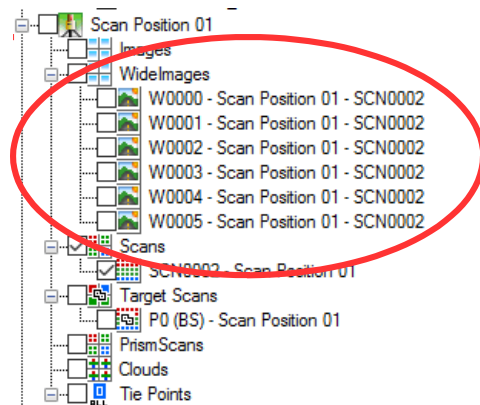 Scan Position 01
Images
WideImages
W0000 - Scan Position 01 - SCN0002
W0001 - Scan Position 01 - SCN0002
W0002 - Scan Position 01 - SCN0002
W0003 - Scan Position 01 - SCN0002
W0004 - Scan Position 01 - SCN0002
W0005 - Scan Position 01 - SCN0002
Scans
SCN0002 - Scan Position 01
Target Scans
P0 (BS) - Scan Position 01
PrismScans
Clouds
Tie Points